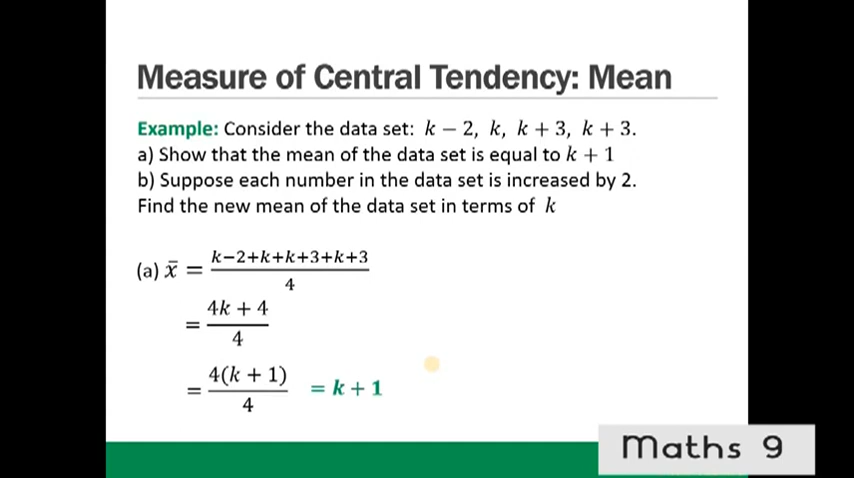 Measure of Central Tendency: Mean
Example: Consider the data set: k − 2, k, k + 3, k + 3.
a) Show that the mean of the data set is equal to k + 1
b) Suppose each number in the data set is increased by 2.
Find the new mean of the data set in terms of k
(a) x̄ = k−2+k+k+3+k+3
4
= 4k + 4
4
= 4(k + 1)
4
= k + 1
Maths 9